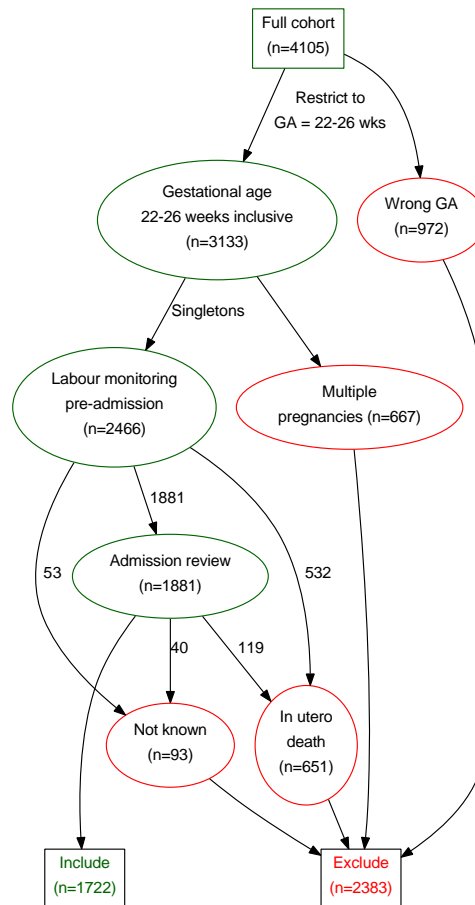 Full cohort
(n=4105)
Restrict to
GA = 22-26 wks
Gestational age
22-26 weeks inclusive
(n=3133)
Wrong GA
(n=972)
Singletons
Labour monitoring
pre-admission
(n=2466)
Multiple
pregnancies (n=667)
1881
53
Admission review
(n=1881)
532
40
119
Not known
(n=93)
In utero
death
(n=651)
Include
(n=1722)
Exclude
(n=2383)